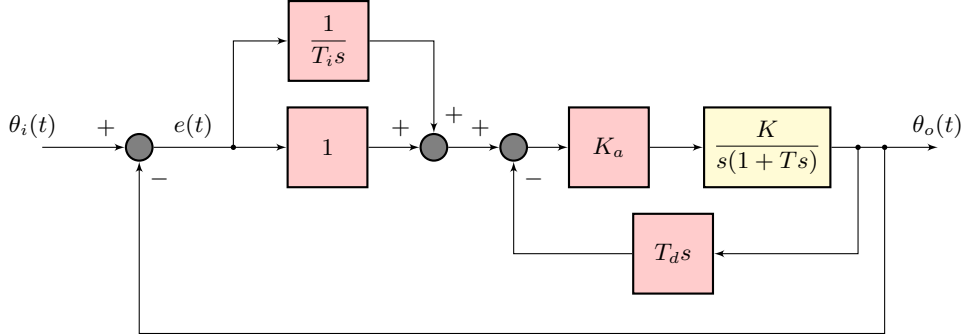 1
T_i s
θ_i(t)
+
−
e(t)
1
+
+
+
−
K_a
K
s(1 + Ts)
θ_o(t)
T_d s